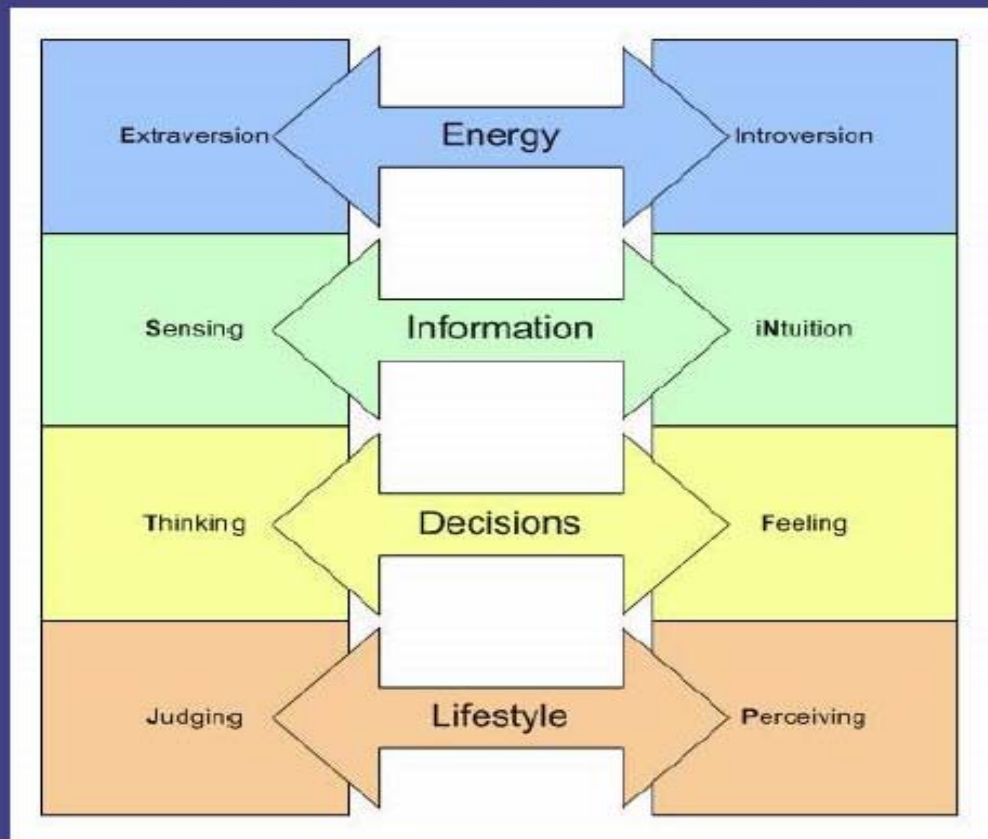 Extraversion Energy Introversion
Sensing Information iNtuition
Thinking Decisions Feeling
Judging Lifestyle Perceiving